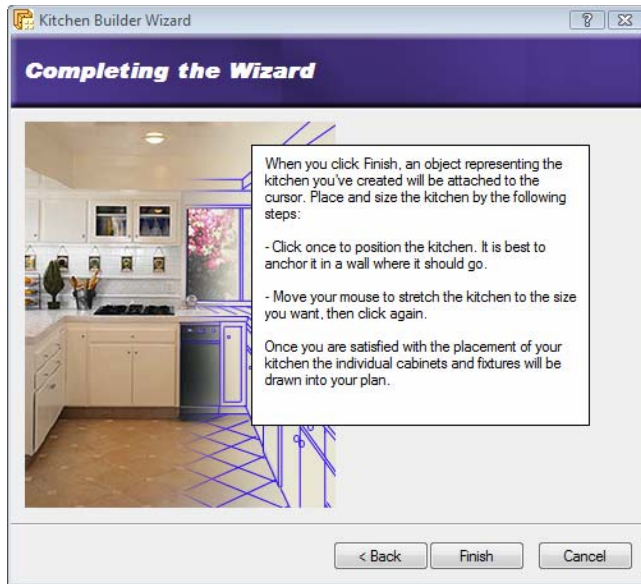 Kitchen Builder Wizard
Completing the Wizard
When you click Finish, an object representing the
kitchen you've created will be attached to the
cursor. Place and size the kitchen by the following
steps:
- Click once to position the kitchen. It is best to
anchor it in a wall where it should go.
- Move your mouse to stretch the kitchen to the size
you want, then click again.
Once you are satisfied with the placement of your
kitchen the individual cabinets and fixtures will be
drawn into your plan.
< Back
Finish
Cancel